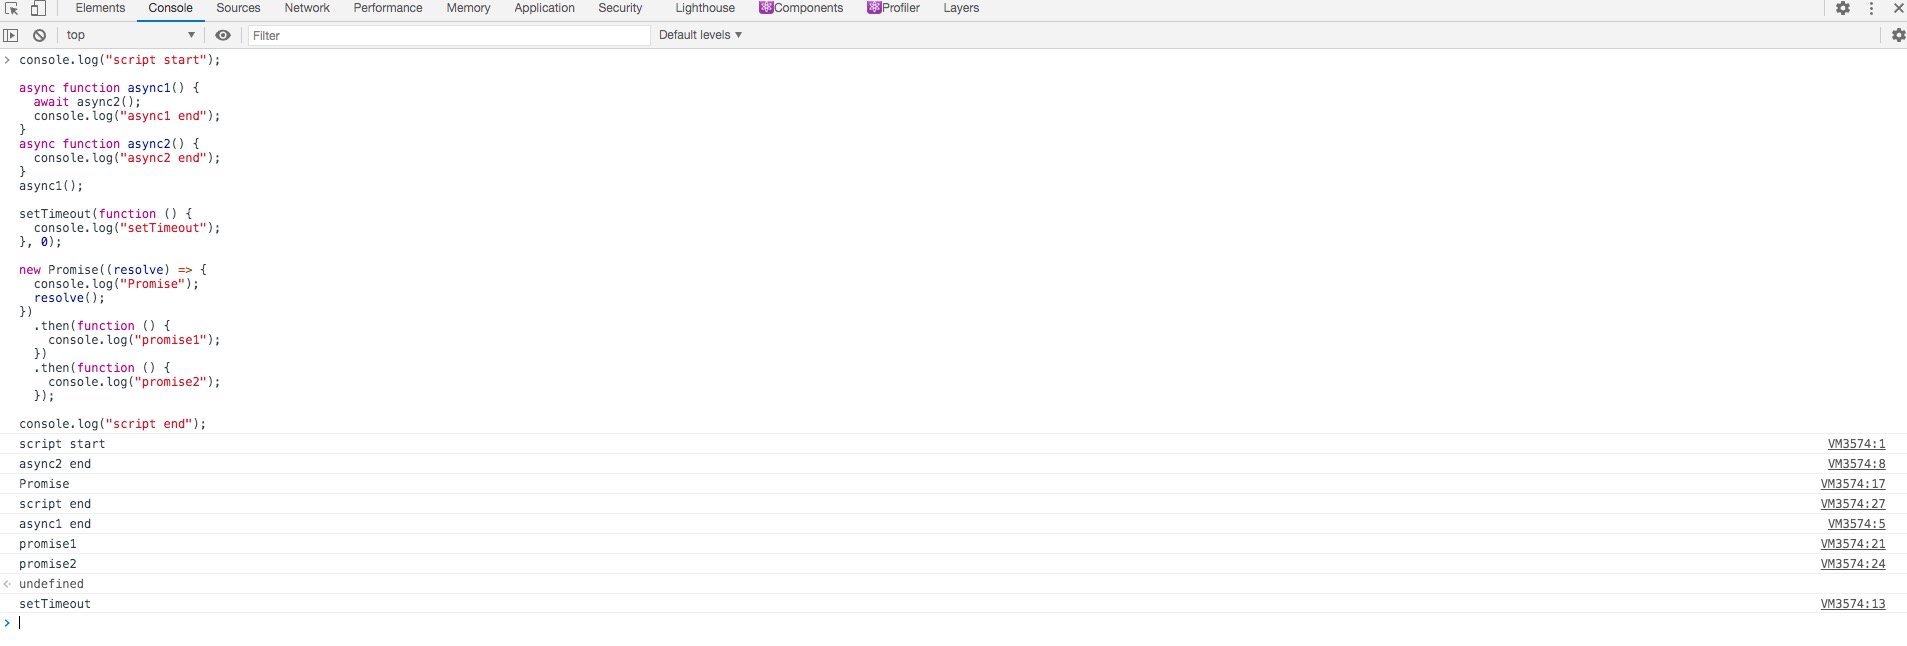 Elements Console Sources Network Performance Memory Application Security Lighthouse Components Profiler Layers
top Filter Default levels
console.log("script start");
async function async1() {
  await async2();
  console.log("async1 end");
}
async function async2() {
  console.log("async2 end");
}
async1();
setTimeout(function () {
  console.log("setTimeout");
}, 0);
new Promise((resolve) => {
  console.log("Promise");
  resolve();
})
  .then(function () {
    console.log("promise1");
  })
  .then(function () {
    console.log("promise2");
  });
console.log("script end");
script start VM3574:1
async2 end VM3574:8
Promise VM3574:17
script end VM3574:27
async1 end VM3574:5
promise1 VM3574:21
promise2 VM3574:24
undefined
setTimeout VM3574:13